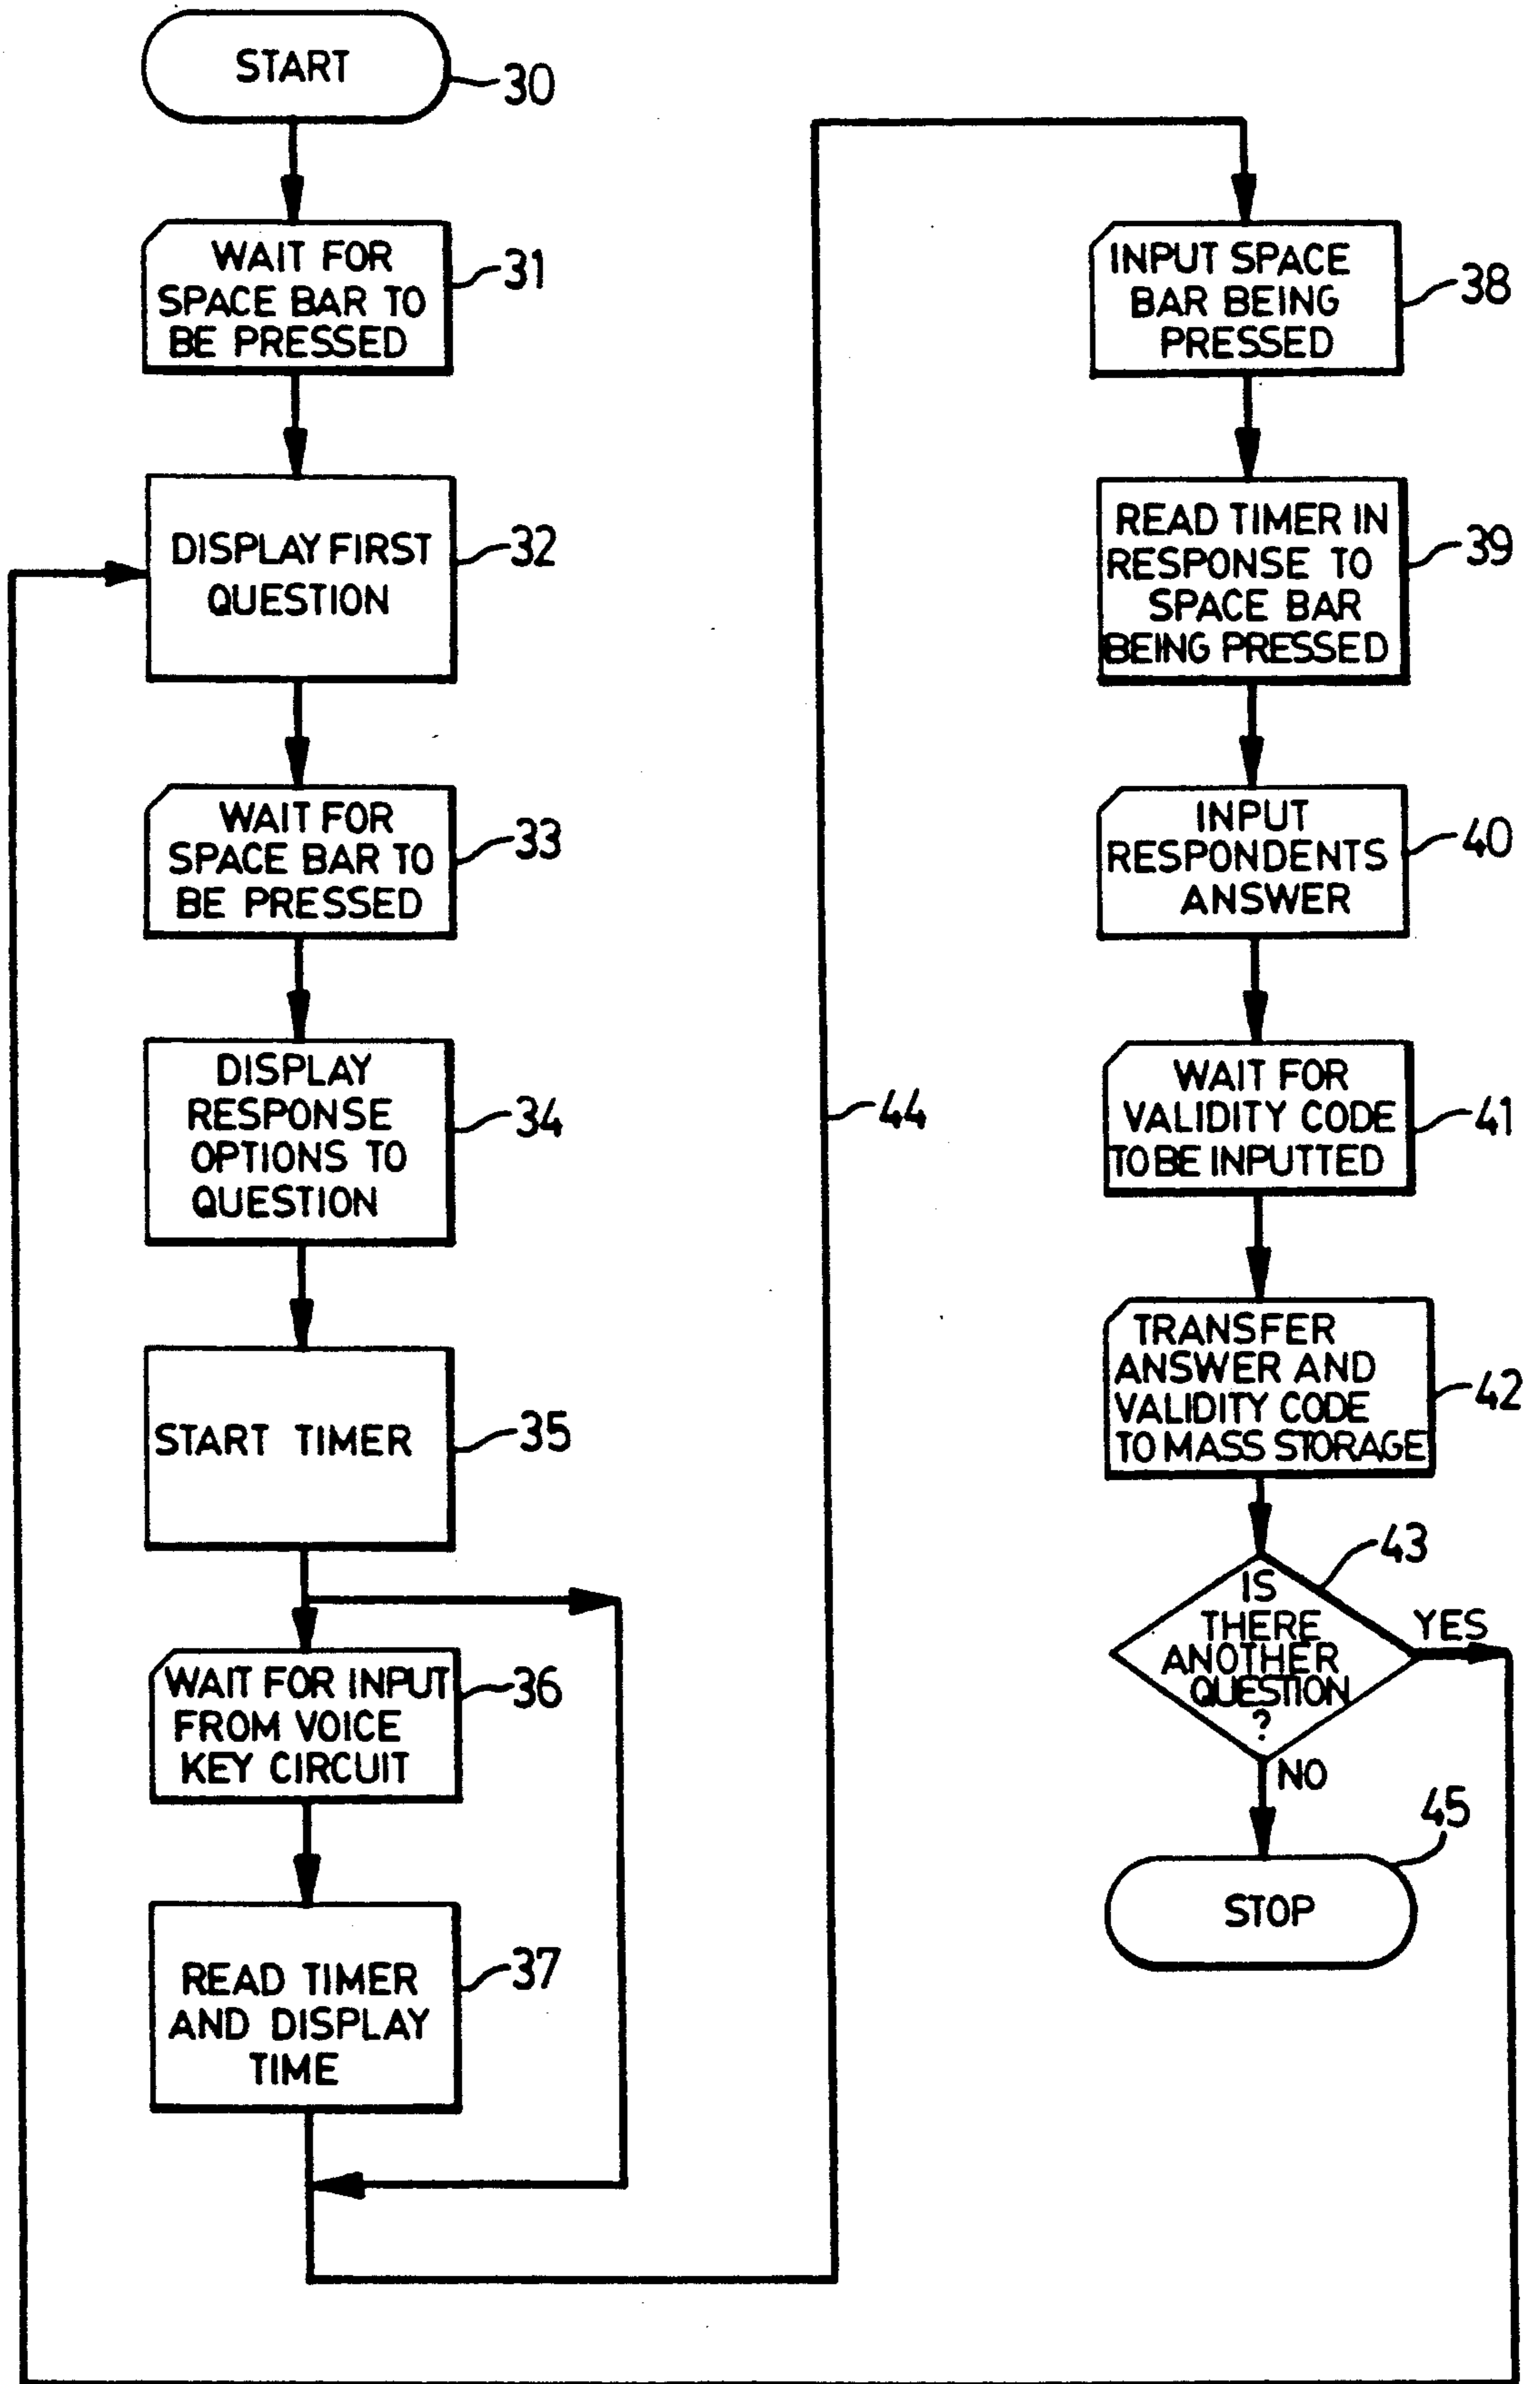 START
30
WAIT FOR
SPACE BAR TO
BE PRESSED
31
DISPLAY FIRST
QUESTION
32
WAIT FOR
SPACE BAR TO
BE PRESSED
33
DISPLAY
RESPONSE
OPTIONS TO
QUESTION
34
START TIMER
35
WAIT FOR INPUT
FROM VOICE
KEY CIRCUIT
36
READ TIMER
AND DISPLAY
TIME
37
44
INPUT SPACE
BAR BEING
PRESSED
38
READ TIMER IN
RESPONSE TO
SPACE BAR
BEING PRESSED
39
INPUT
RESPONDENTS
ANSWER
40
WAIT FOR
VALIDITY CODE
TO BE INPUTTED
41
TRANSFER
ANSWER AND
VALIDITY CODE
TO MASS STORAGE
42
43
IS
THERE
ANOTHER
QUESTION
?
YES
NO
45
STOP